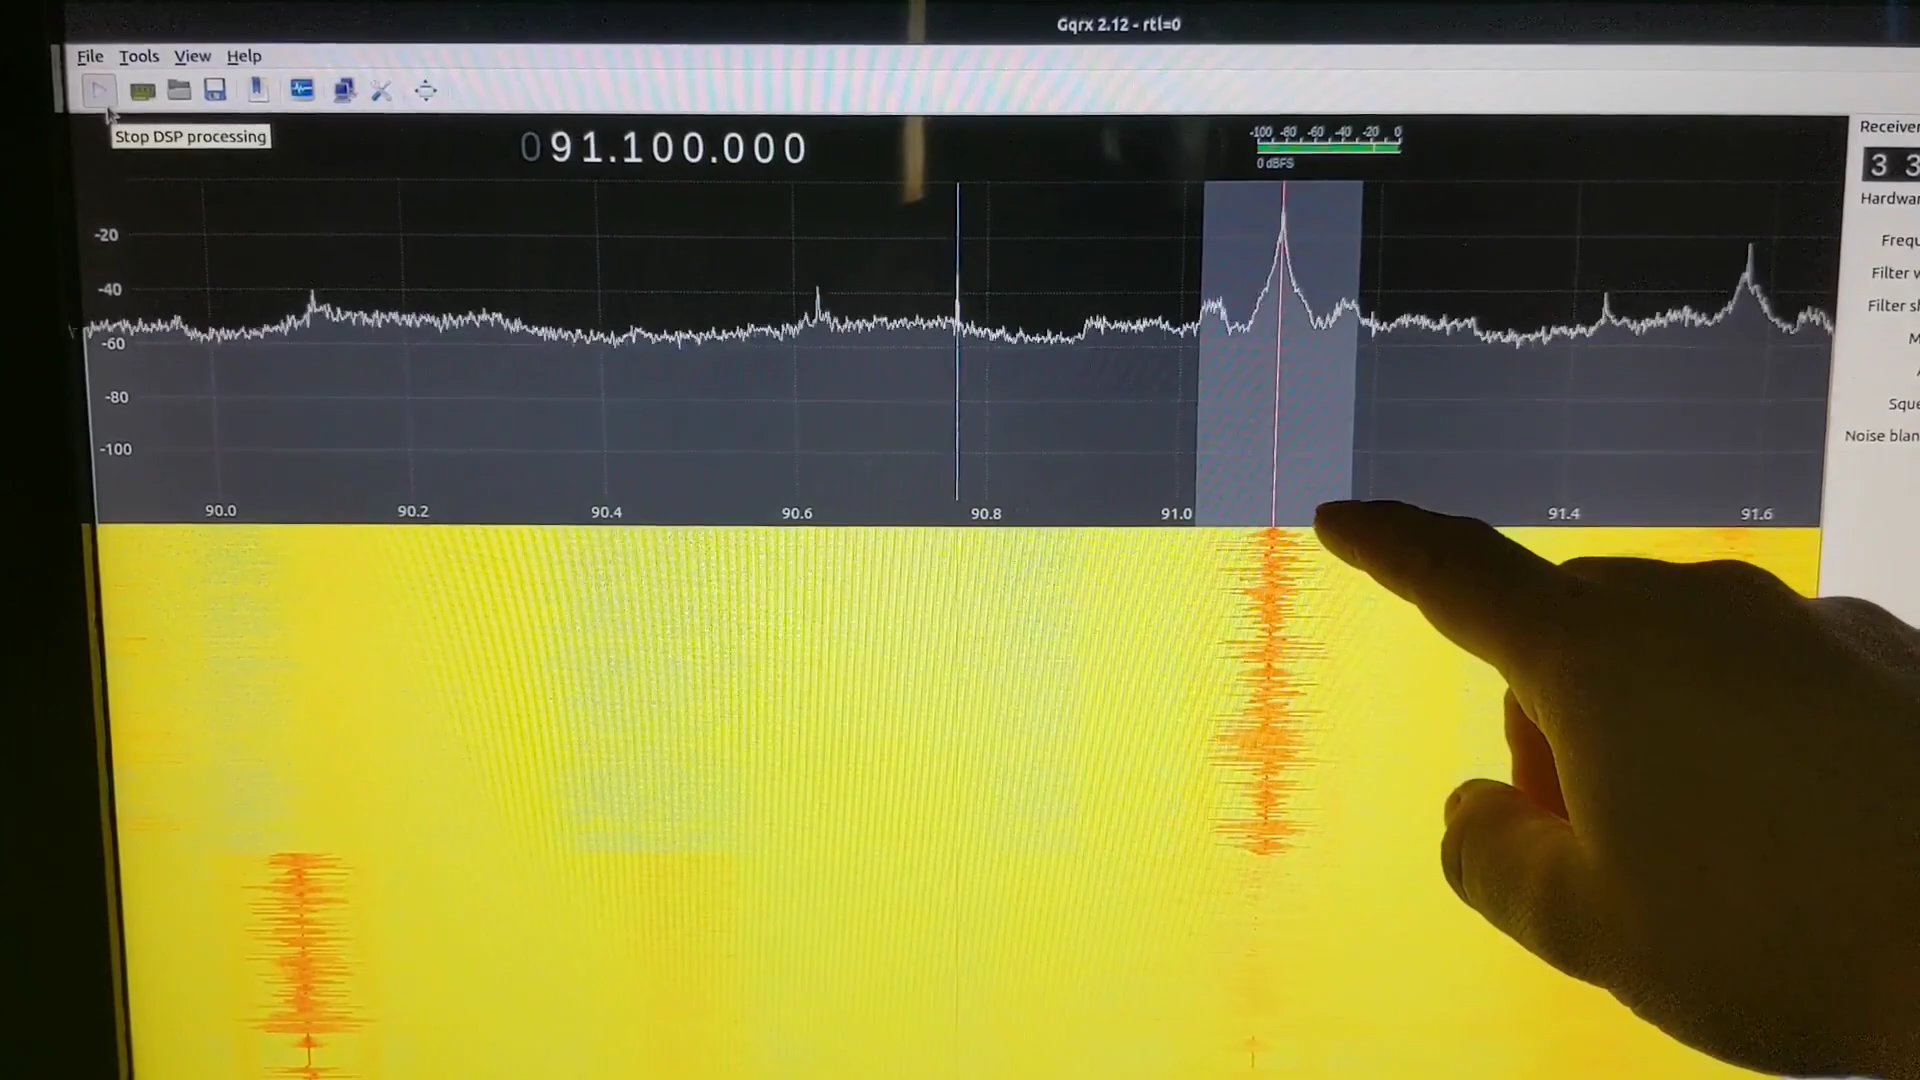 Gqrx 2.12 - rtl=0
File Tools View Help
Stop DSP processing
091.100.000
-100 -80 -60 -40 -20 0
0 dBFS
Receiver
3 3
Hardwar
Frequ
Filter w
Filter sh
M
A
Sque
Noise blan
-20
-40
-60
-80
-100
90.0 90.2 90.4 90.6 90.8 91.0 91.4 91.6